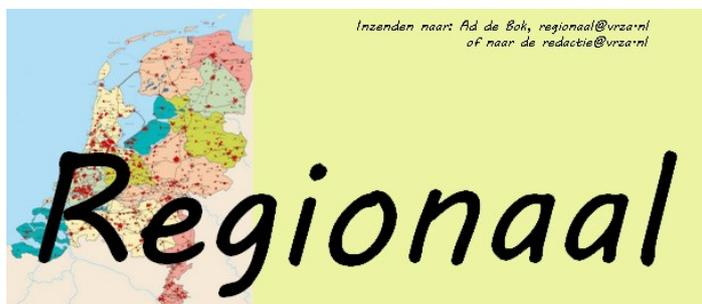 Inzenden naar: Ad de Bok, regionaal@vrza.nl
of naar de redactie@vrza.nl
Regionaal